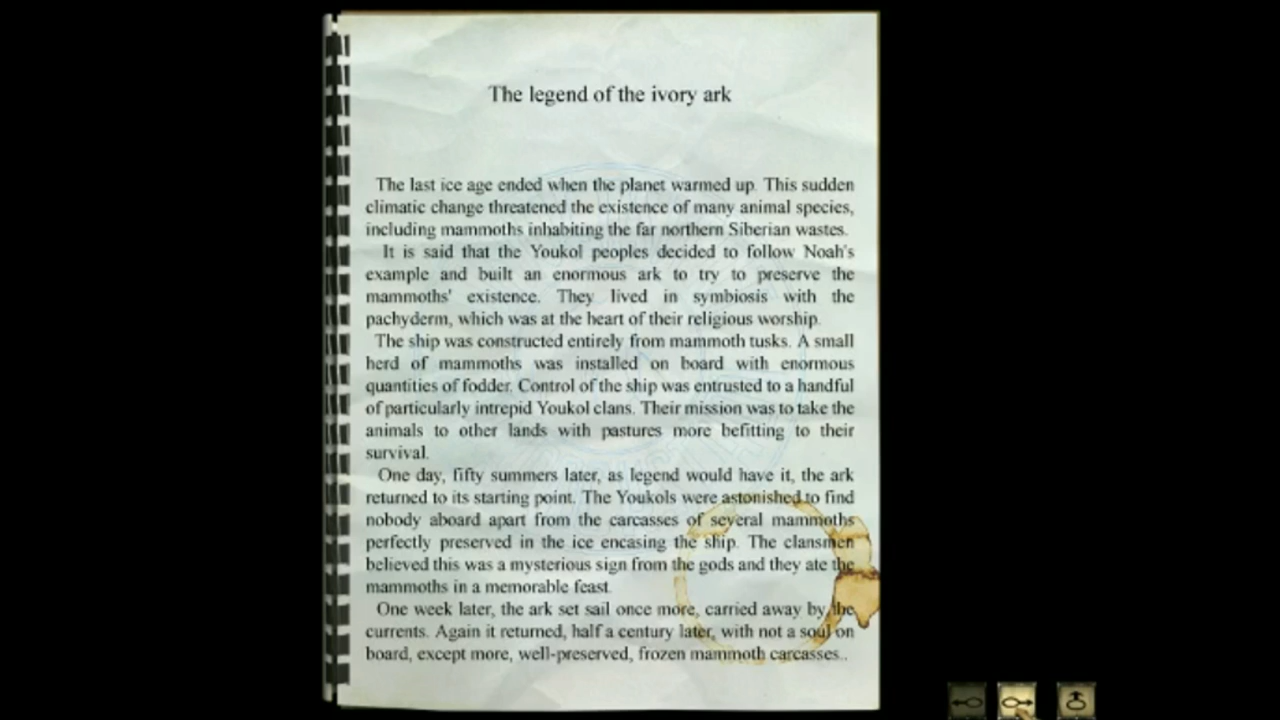 The legend of the ivory ark
The last ice age ended when the planet warmed up. This sudden
climatic change threatened the existence of many animal species,
including mammoths inhabiting the far northern Siberian wastes.
It is said that the Youkol peoples decided to follow Noah's
example and built an enormous ark to try to preserve the
mammoths' existence. They lived in symbiosis with the
pachyderm, which was at the heart of their religious worship.
The ship was constructed entirely from mammoth tusks. A small
herd of mammoths was installed on board with enormous
quantities of fodder. Control of the ship was entrusted to a handful
of particularly intrepid Youkol clans. Their mission was to take the
animals to other lands with pastures more befitting to their
survival.
One day, fifty summers later, as legend would have it, the ark
returned to its starting point. The Youkols were astonished to find
nobody aboard apart from the carcasses of several mammoths
perfectly preserved in the ice encasing the ship. The clansmen
believed this was a mysterious sign from the gods and they ate the
mammoths in a memorable feast.
One week later, the ark set sail once more, carried away by the
currents. Again it returned, half a century later, with not a soul on
board, except more, well-preserved, frozen mammoth carcasses..